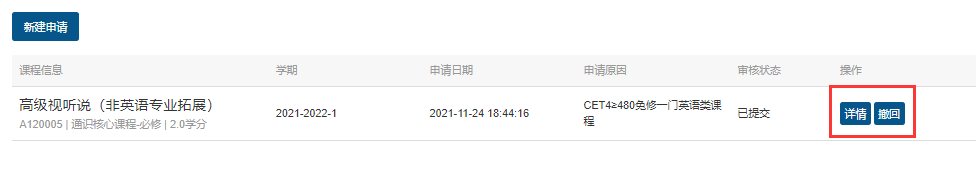 新建申请
课程信息 学期 申请日期 申请原因 审核状态 操作
高级视听说（非英语专业拓展）
A120005 | 通识核心课程-必修 | 2.0学分
2021-2022-1
2021-11-24 18:44:16
CET4≥480免修一门英语类课
程
已提交
详情 撤回